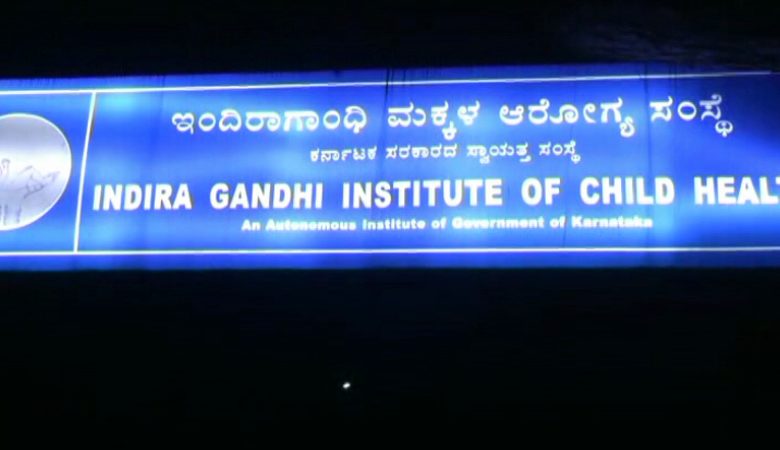 ಇಂದಿರಾಗಾಂಧಿ ಮಕ್ಕಳ ಆರೋಗ್ಯ ಸಂಸ್ಥೆ
ಕರ್ನಾಟಕ ಸರಕಾರದ ಸ್ವಾಯತ್ತ ಸಂಸ್ಥೆ
INDIRA GANDHI INSTITUTE OF CHILD HEALT
An Autonomous Institute of Government of Karnataka